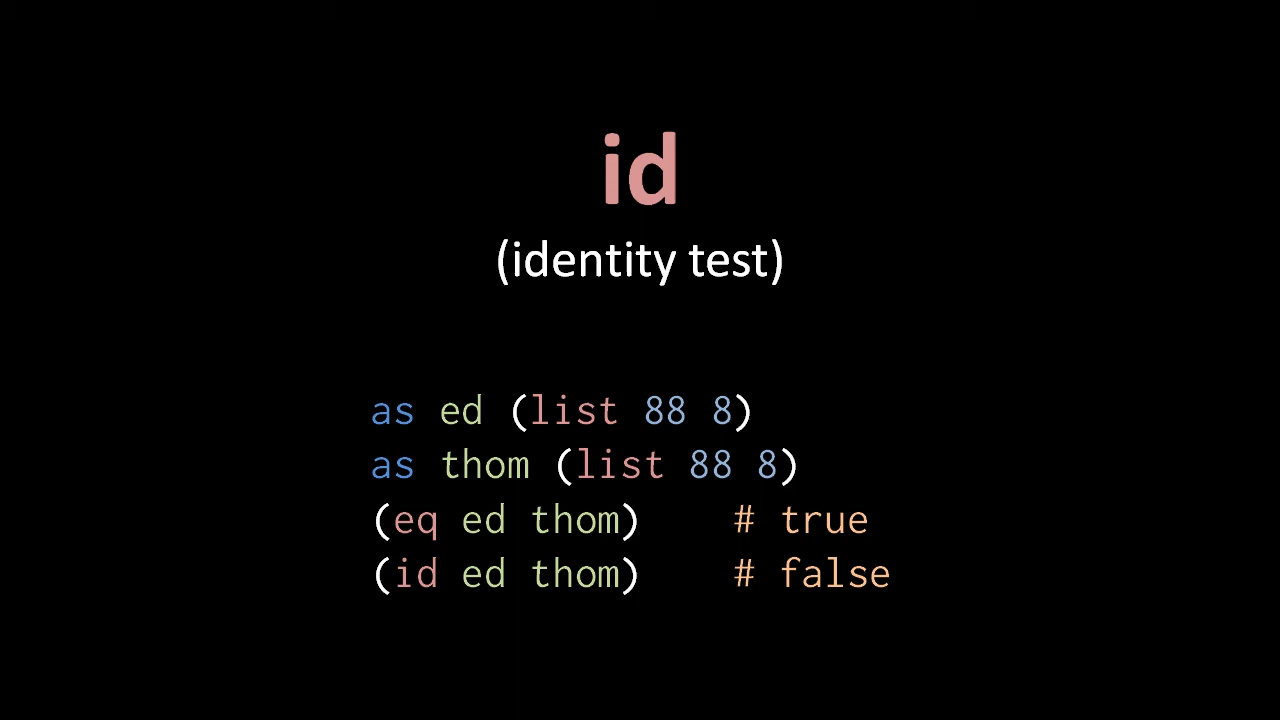 id
(identity test)
as ed (list 88 8)
as thom (list 88 8)
(eq ed thom)    # true
(id ed thom)    # false